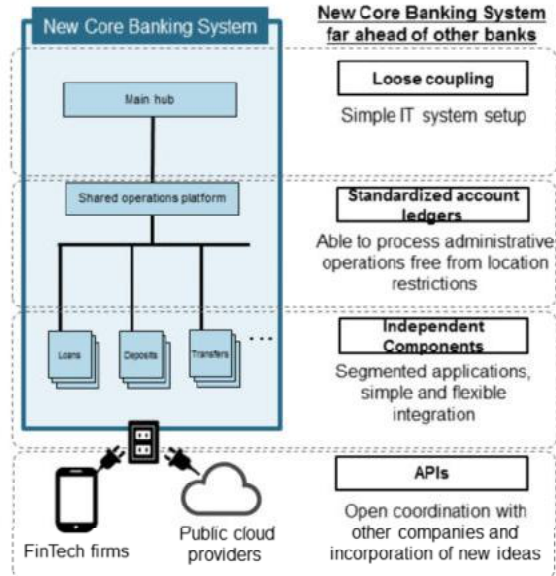 New Core Banking System
New Core Banking System
far ahead of other banks
Main hub
Loose coupling
Simple IT system setup
Shared operations platform
Standardized account
ledgers
Able to process administrative
operations free from location
restrictions
Loans
Deposits
Transfers
...
Independent
Components
Segmented applications,
simple and flexible
integration
FinTech firms
Public cloud
providers
APIs
Open coordination with
other companies and
incorporation of new ideas